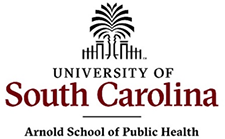 UNIVERSITY OF
South Carolina
Arnold School of Public Health